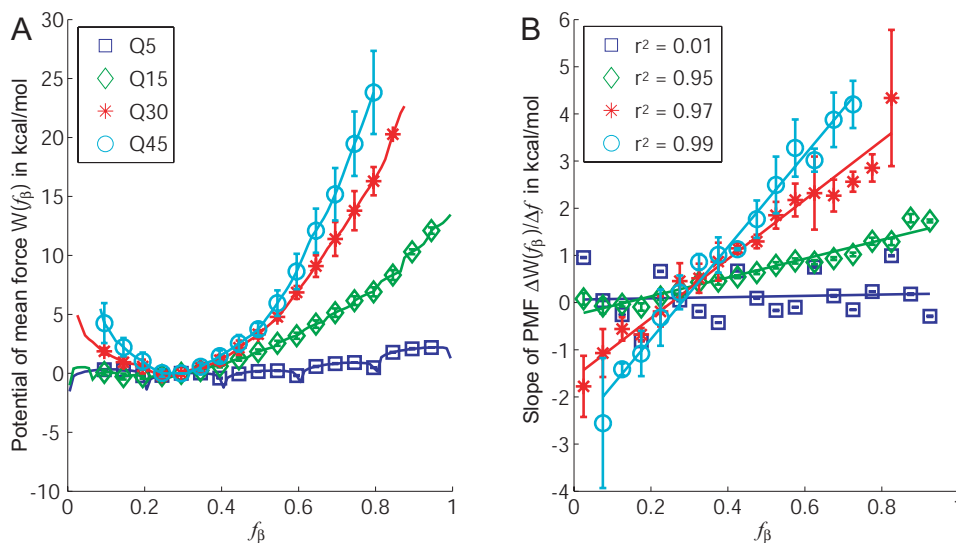 A
Potential of mean force W(fβ) in kcal/mol
30
25
20
15
10
5
0
-5
-10
Q5
Q15
Q30
Q45
0 0.2 0.4 0.6 0.8 1
fβ
B
Slope of PMF ΔW(fβ)/Δf in kcal/mol
6
5
4
3
2
1
0
-1
-2
-3
-4
r² = 0.01
r² = 0.95
r² = 0.97
r² = 0.99
0 0.2 0.4 0.6 0.8 1
fβ